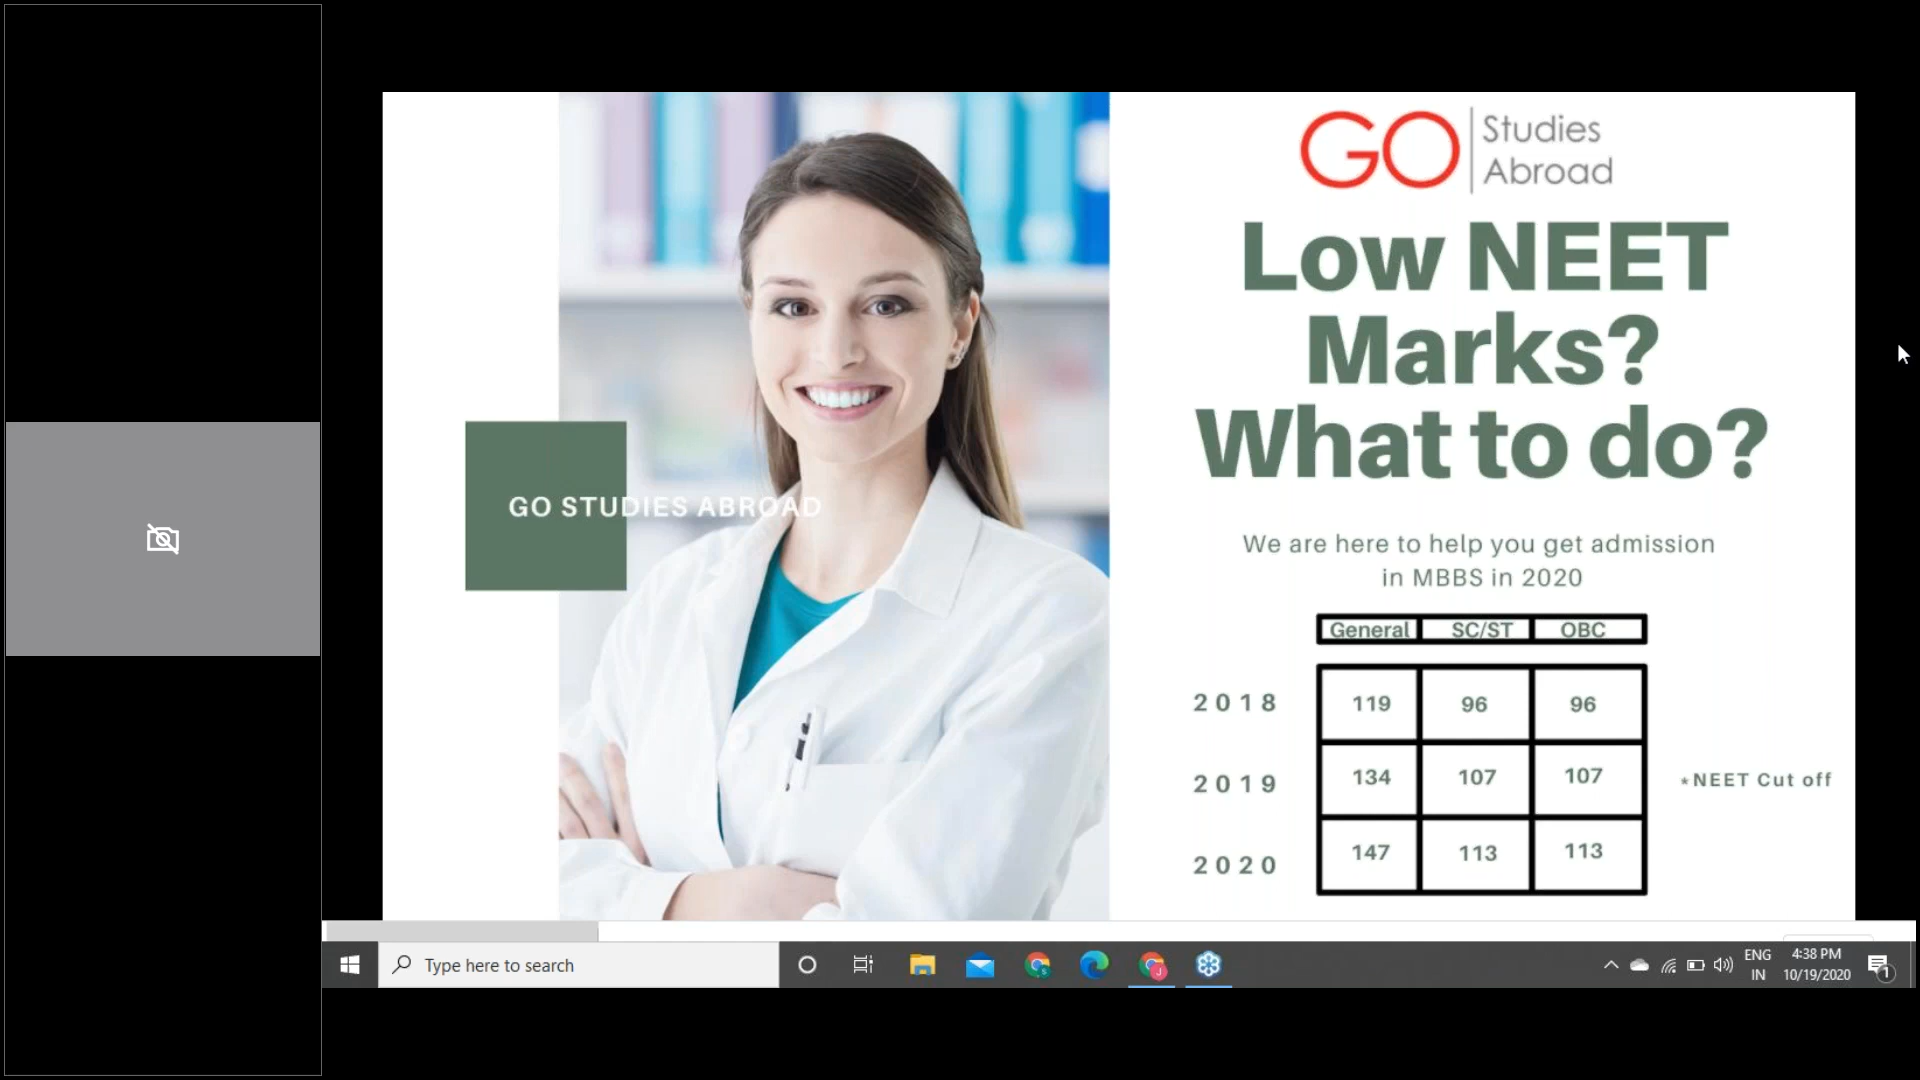 GO STUDIES ABROAD
GO
Studies
Abroad
Low NEET
Marks?
What to do?
We are here to help you get admission
in MBBS in 2020
General SC/ST OBC
2018 119 96 96
2019 134 107 107
*NEET Cut off
2020 147 113 113
Type here to search
ENG
IN
4:38 PM
10/19/2020
1